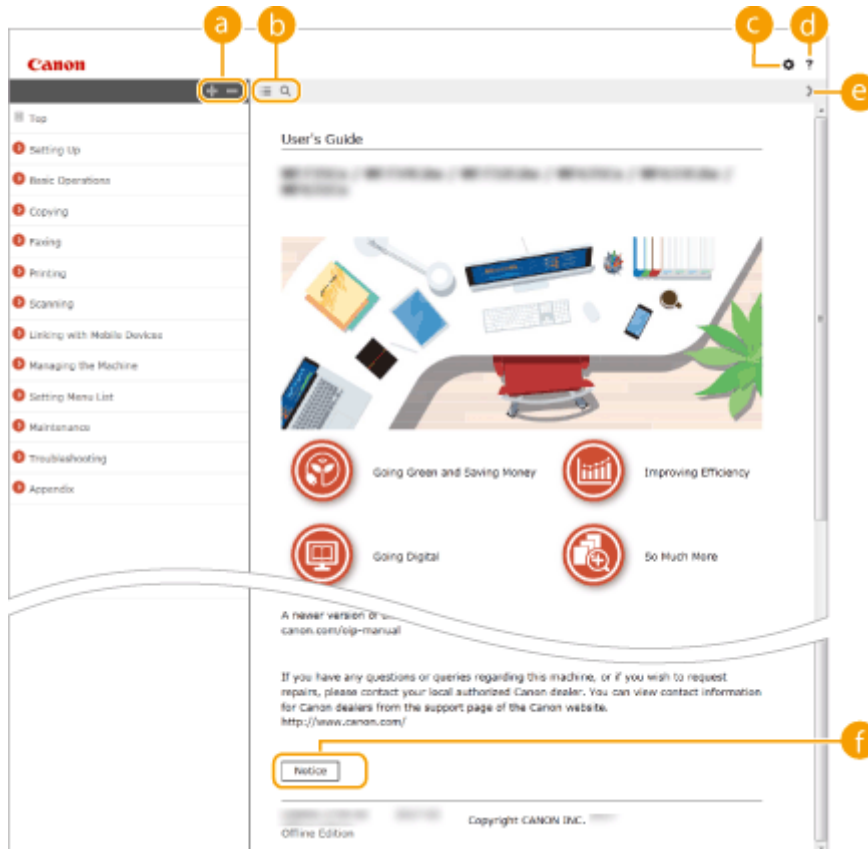 a
b
c
d
Canon
?
e
Top
Setting Up
Basic Operations
Copying
Faxing
Printing
Scanning
Linking with Mobile Devices
Managing the Machine
Setting Menu List
Maintenance
Troubleshooting
Appendix
User's Guide
Going Green and Saving Money
Improving Efficiency
Going Digital
So Much More
A newer version of
canon.com/oip-manual
If you have any questions or queries regarding this machine, or if you wish to request
repairs, please contact your local authorized Canon dealer. You can view contact information
for Canon dealers from the support page of the Canon website.
http://www.canon.com/
f
Notice
Copyright CANON INC.
Offline Edition